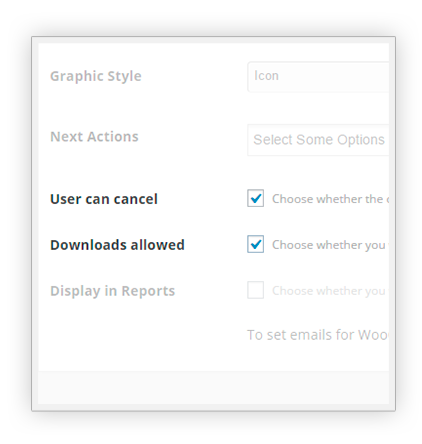 Graphic Style Icon
Next Actions Select Some Options
User can cancel Choose whether the
Downloads allowed Choose whether you
Display in Reports Choose whether you
To set emails for Woo